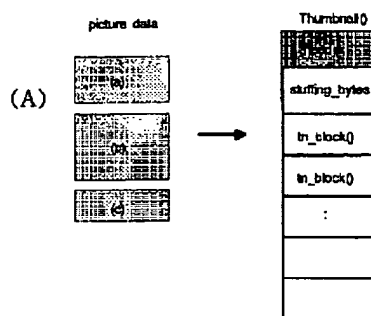 picture data
Thumbnail()
(a)
stuffing_bytes
(A)
(b)
tn_block()
tn_block()
(c)
: